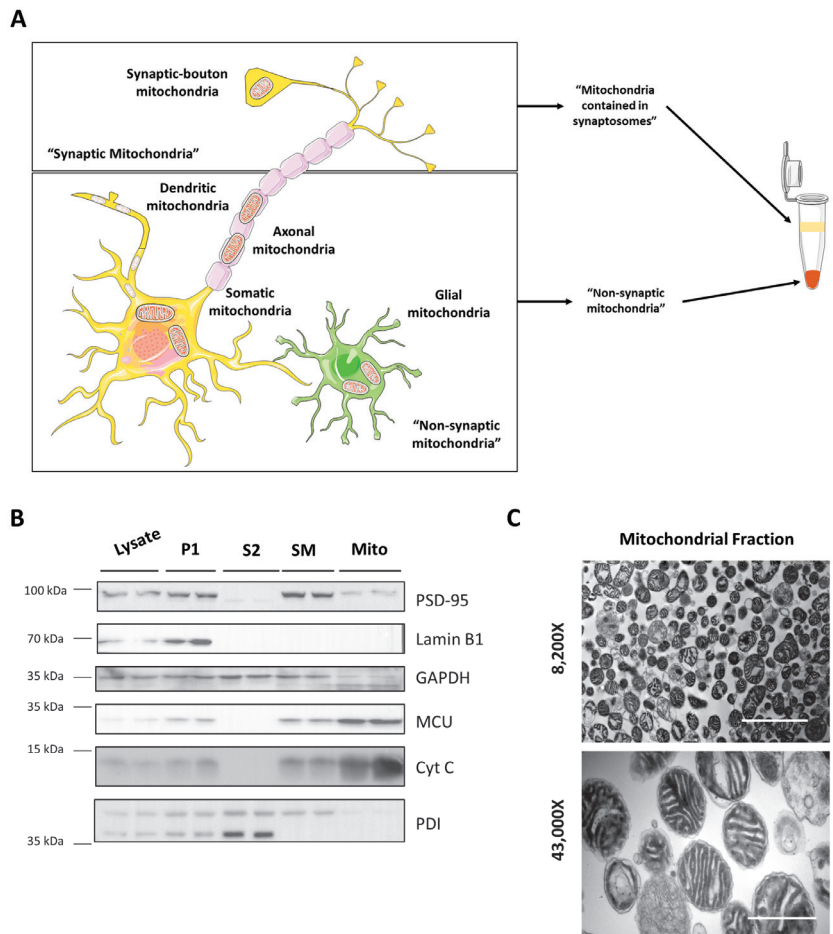 A
Synaptic-bouton
mitochondria
“Synaptic Mitochondria”
“Mitochondria
contained in
synaptosomes”
Dendritic
mitochondria
Axonal
mitochondria
Somatic
mitochondria
Glial
mitochondria
“Non-synaptic
mitochondria”
“Non-synaptic
mitochondria”
B
Lysate P1 S2 SM Mito
100 kDa PSD-95
70 kDa Lamin B1
35 kDa GAPDH
35 kDa MCU
15 kDa Cyt C
PDI
35 kDa
C
Mitochondrial Fraction
8,200X
43,000X